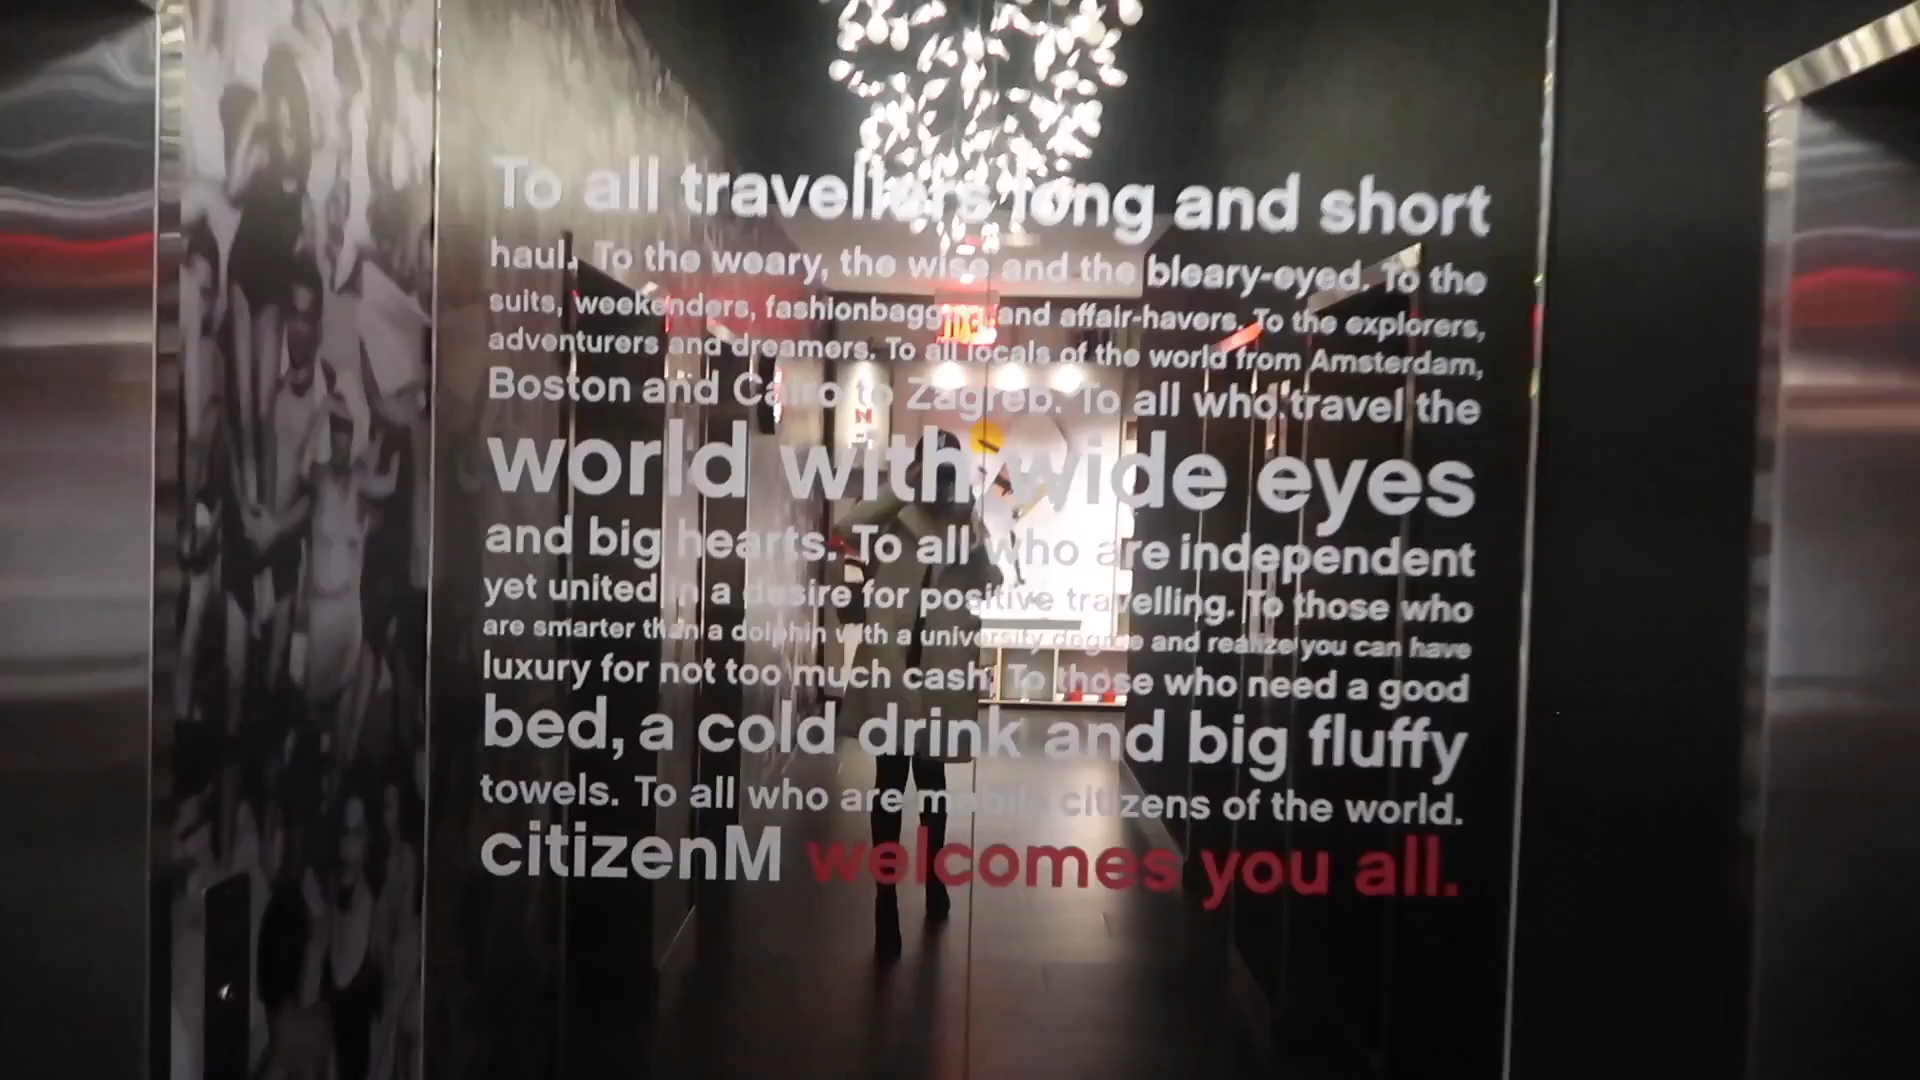 To all travellers long and short
haul. To the weary, the wise and the bleary-eyed. To the
suits, weekenders, fashionbaggers and affair-havers. To the explorers,
adventurers and dreamers. To all locals of the world from Amsterdam,
Boston and Cairo to Zagreb. To all who travel the
world with wide eyes
and big hearts. To all who are independent
yet united in a desire for positive travelling. To those who
are smarter than a dolphin with a university degree and realize you can have
luxury for not too much cash. To those who need a good
bed, a cold drink and big fluffy
towels. To all who are mobile citizens of the world.
citizenM welcomes you all.